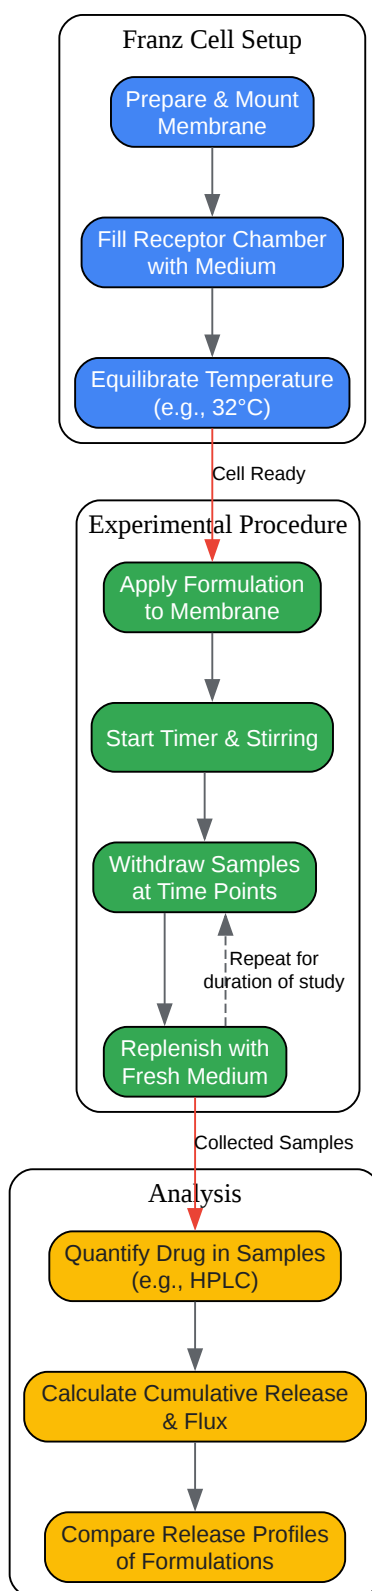 Franz Cell Setup
Prepare & Mount
Membrane
Fill Receptor Chamber
with Medium
Equilibrate Temperature
(e.g., 32°C)
Cell Ready
Experimental Procedure
Apply Formulation
to Membrane
Start Timer & Stirring
Withdraw Samples
at Time Points
Repeat for
duration of study
Replenish with
Fresh Medium
Collected Samples
Analysis
Quantify Drug in Samples
(e.g., HPLC)
Calculate Cumulative Release
& Flux
Compare Release Profiles
of Formulations